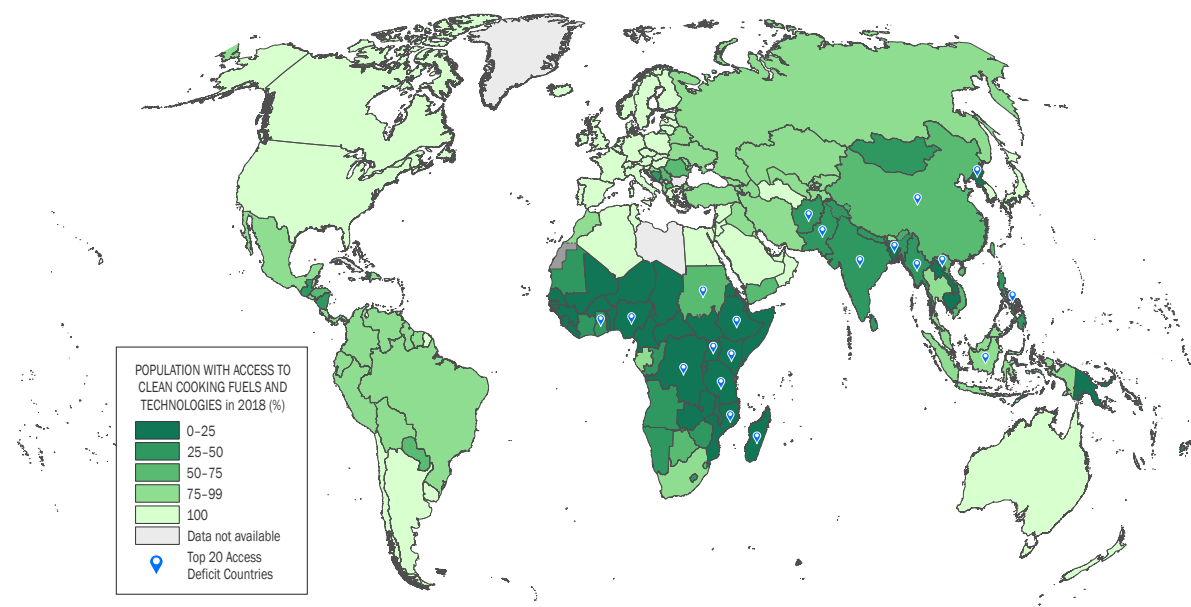 POPULATION WITH ACCESS TO
CLEAN COOKING FUELS AND
TECHNOLOGIES in 2018 (%)
0–25
25–50
50–75
75–99
100
Data not available
Top 20 Access
Deficit Countries